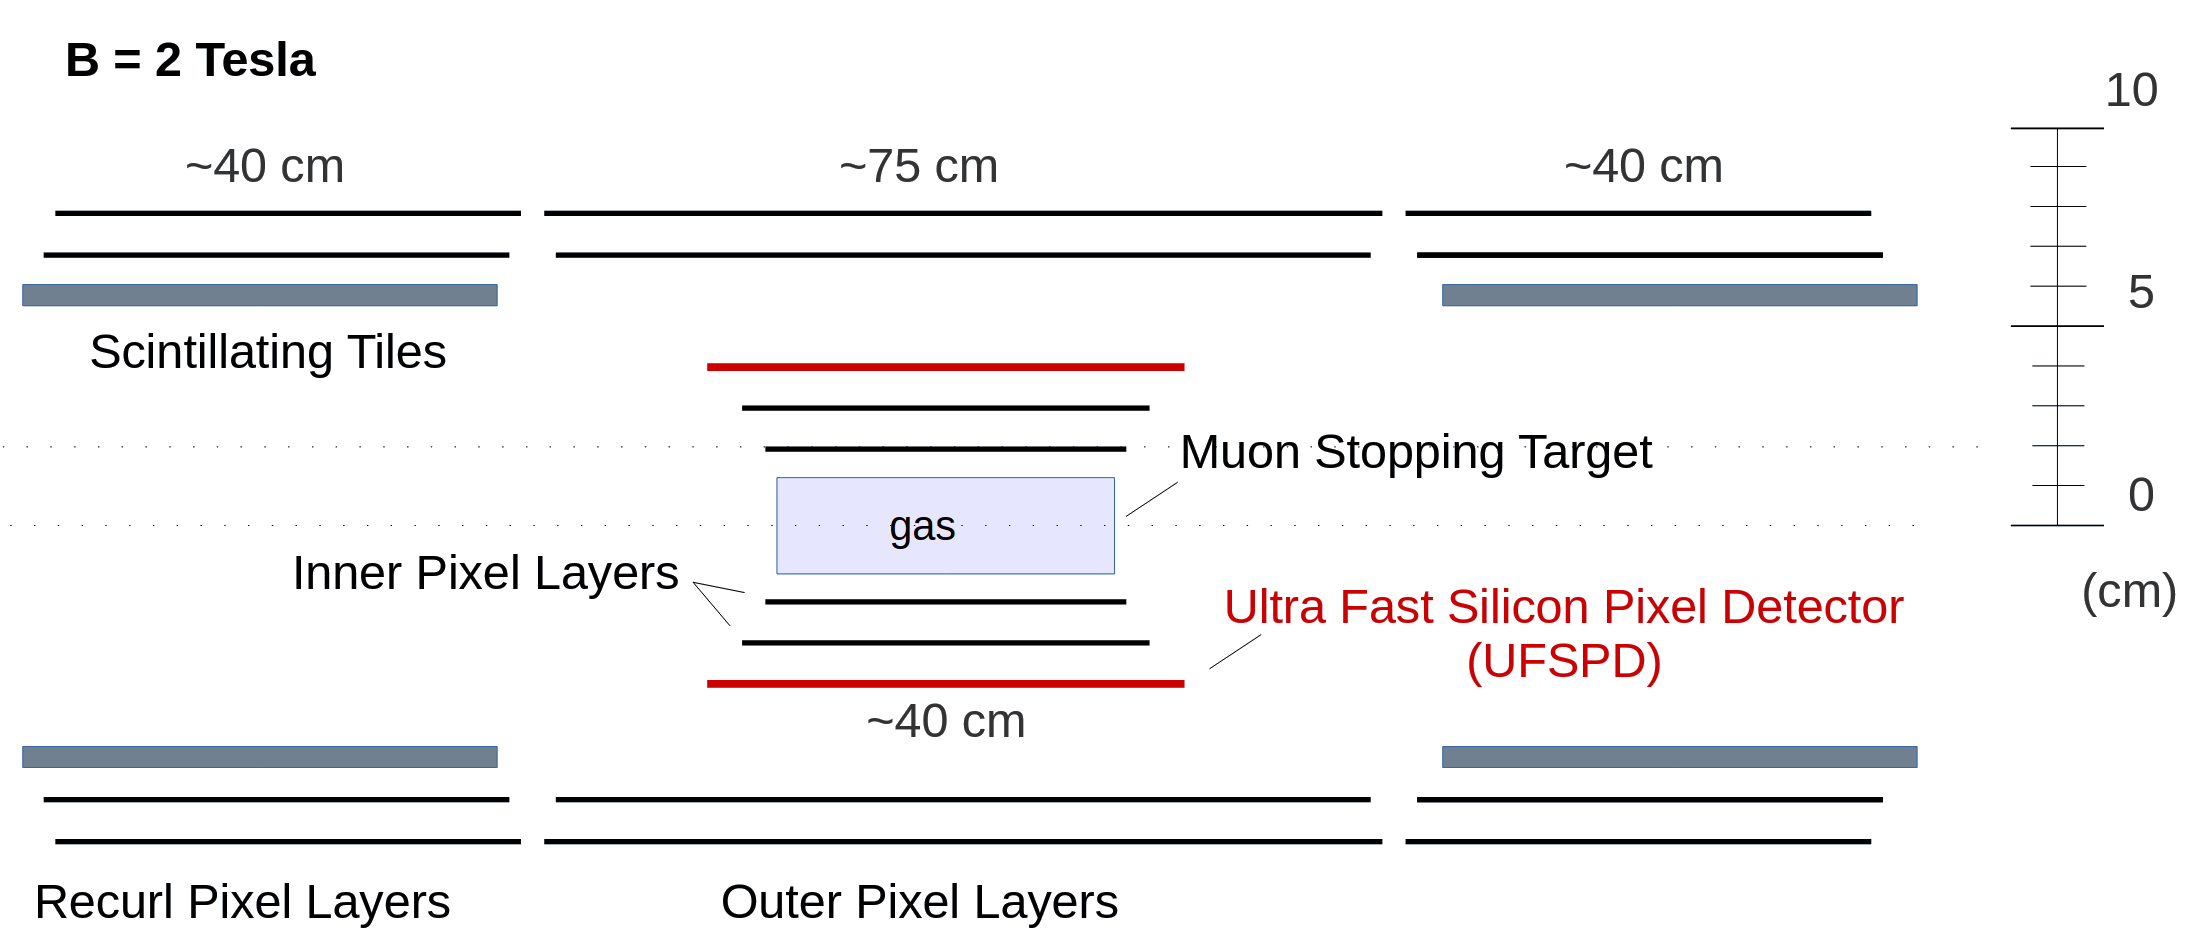 B = 2 Tesla
10
~40 cm
~75 cm
~40 cm
5
Scintillating Tiles
Muon Stopping Target
0
gas
Inner Pixel Layers
(cm)
Ultra Fast Silicon Pixel Detector
(UFSPD)
~40 cm
Recurl Pixel Layers
Outer Pixel Layers